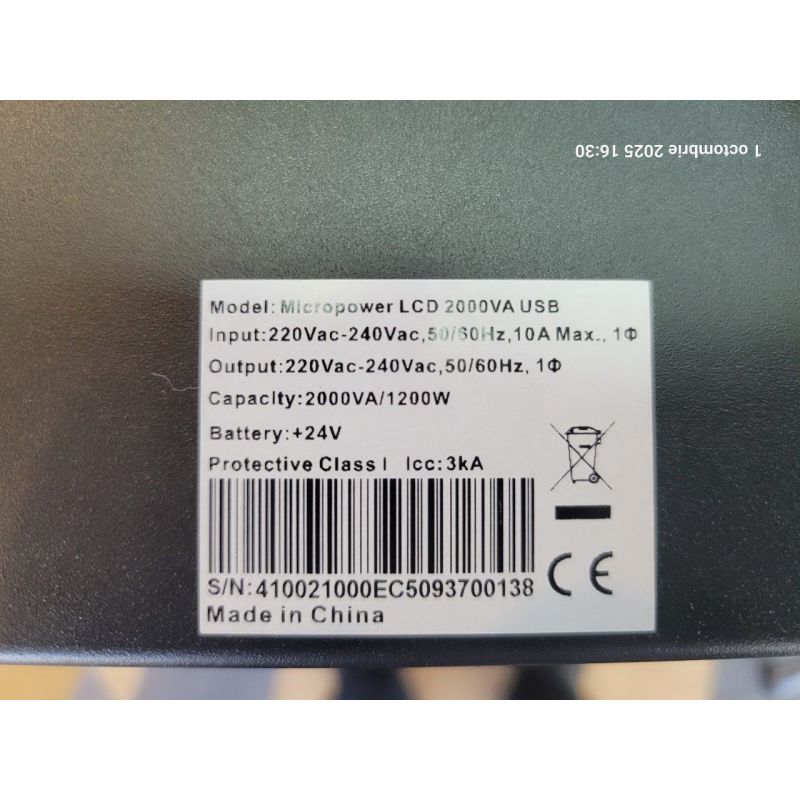 1 octombrie 2025 16:30
Model: Micropower LCD 2000VA USB
Input:220Vac-240Vac,50/60Hz,10A Max., 1Φ
Output:220Vac-240Vac,50/60Hz, 1Φ
Capacity:2000VA/1200W
Battery:+24V
Protective Class I Icc:3kA
S/N:410021000EC5093700138
Made in China
CE